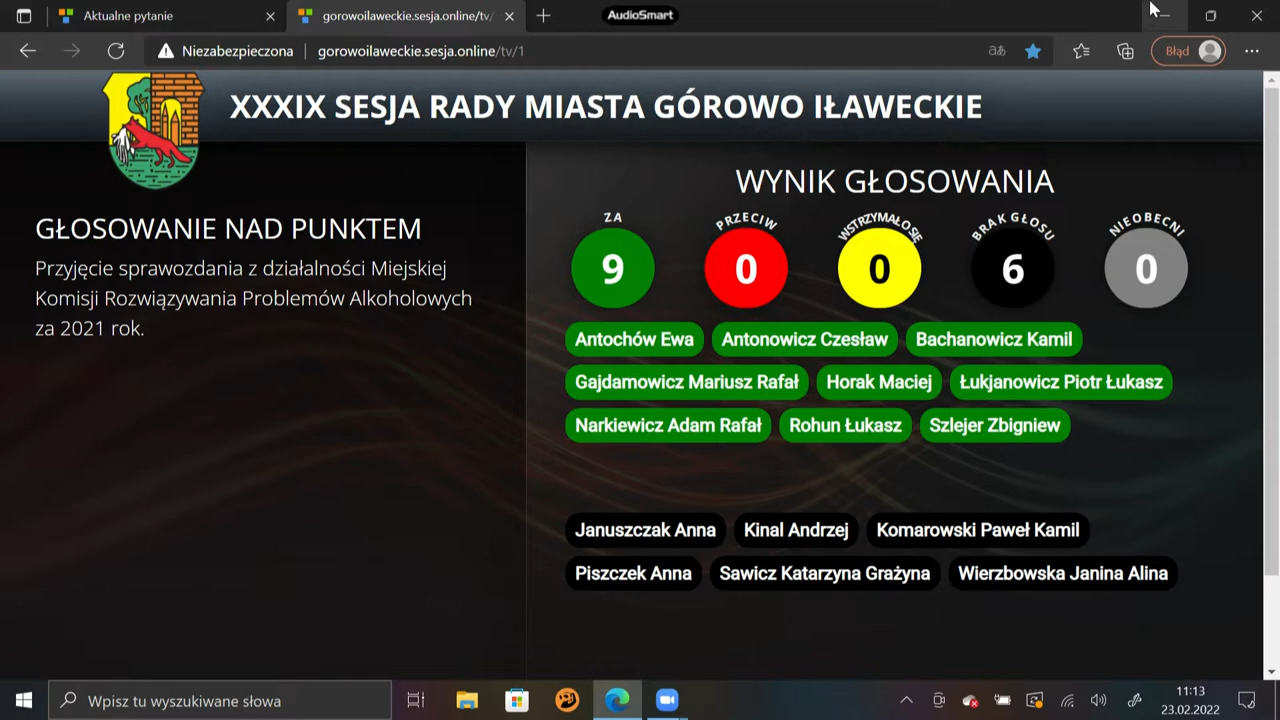 Aktualne pytanie
gorowoilaweckie.sesja.online/tv/
AudioSmart
Niezabezpieczona
gorowoilaweckie.sesja.online/tv/1
aあ
Błąd
XXXIX SESJA RADY MIASTA GÓROWO IŁAWECKIE
GŁOSOWANIE NAD PUNKTEM
Przyjęcie sprawozdania z działalności Miejskiej
Komisji Rozwiązywania Problemów Alkoholowych
za 2021 rok.
WYNIK GŁOSOWANIA
ZA PRZECIW WSTRZYMAŁO SIĘ BRAK GŁOSU NIEOBECNI
9 0 0 6 0
Antochów Ewa Antonowicz Czesław Bachanowicz Kamil
Gajdamowicz Mariusz Rafał Horak Maciej Łukjanowicz Piotr Łukasz
Narkiewicz Adam Rafał Rohun Łukasz Szlejer Zbigniew
Januszczak Anna Kinal Andrzej Komarowski Paweł Kamil
Piszczek Anna Sawicz Katarzyna Grażyna Wierzbowska Janina Alina
Wpisz tu wyszukiwane słowa
11:13
23.02.2022